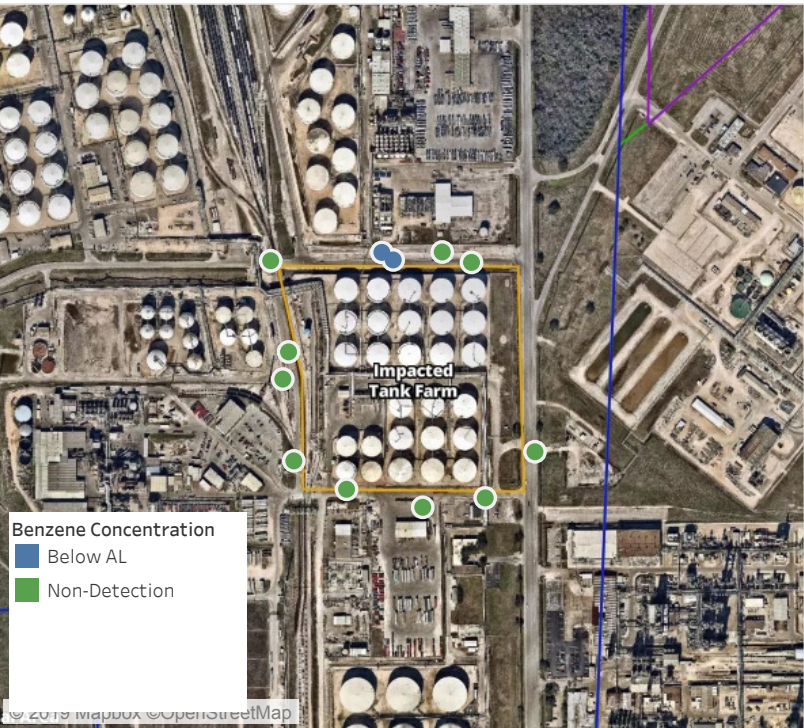 Impacted
Tank Farm
Benzene Concentration
Below AL
Non-Detection
© 2019 Mapbox ©OpenStreetMap